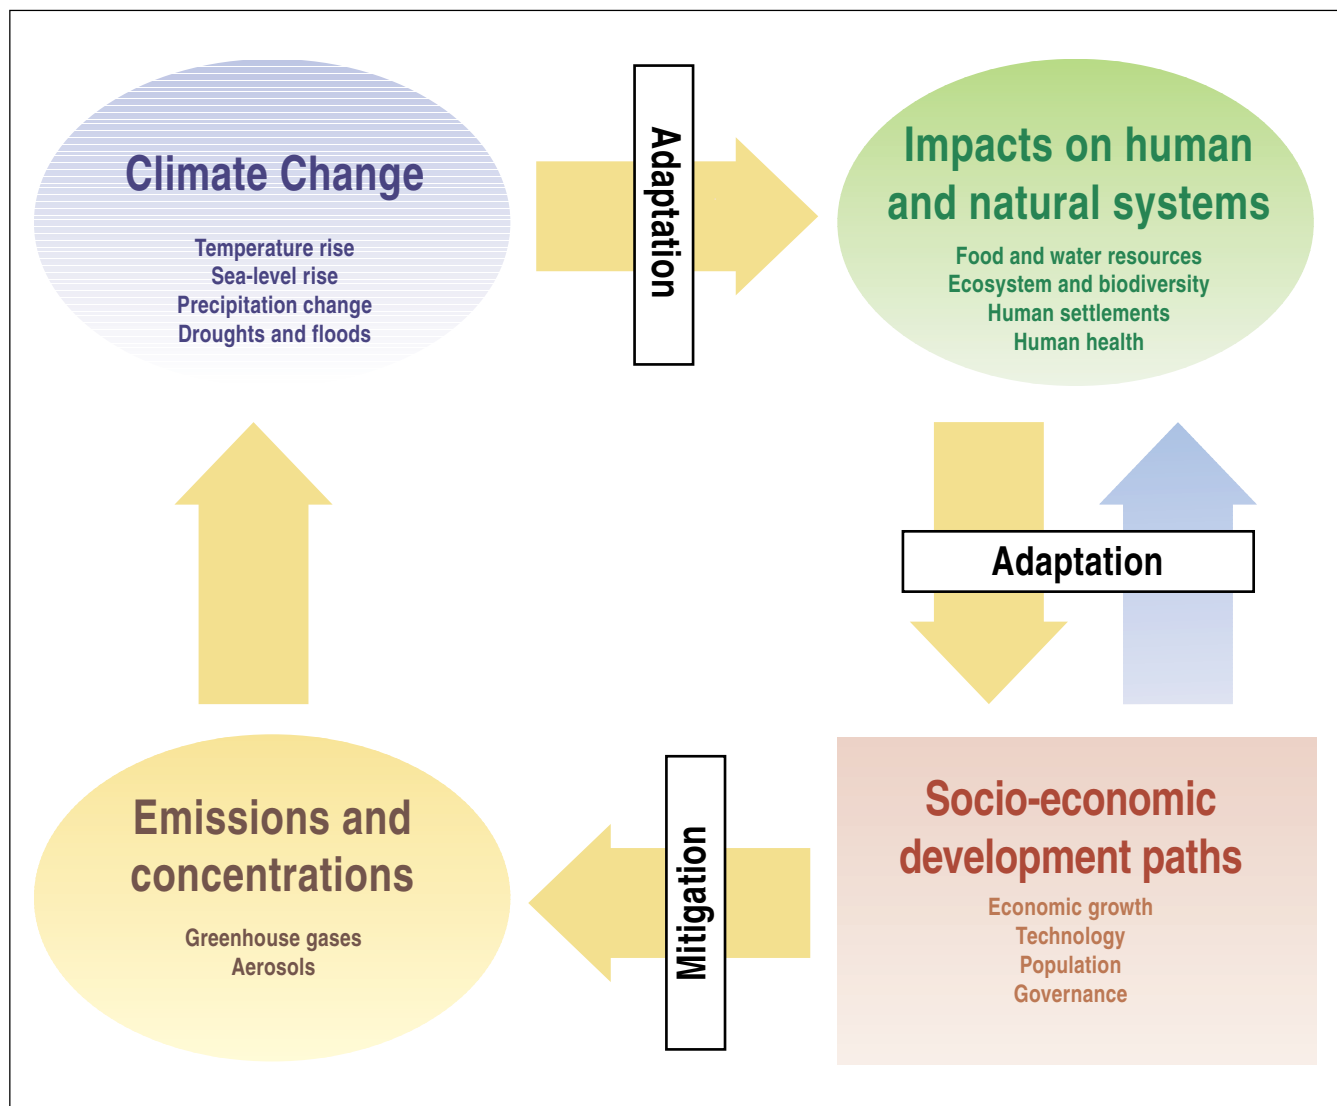 Climate Change
Temperature rise
Sea-level rise
Precipitation change
Droughts and floods
Adaptation
Impacts on human
and natural systems
Food and water resources
Ecosystem and biodiversity
Human settlements
Human health
Adaptation
Emissions and
concentrations
Greenhouse gases
Aerosols
Mitigation
Socio-economic
development paths
Economic growth
Technology
Population
Governance